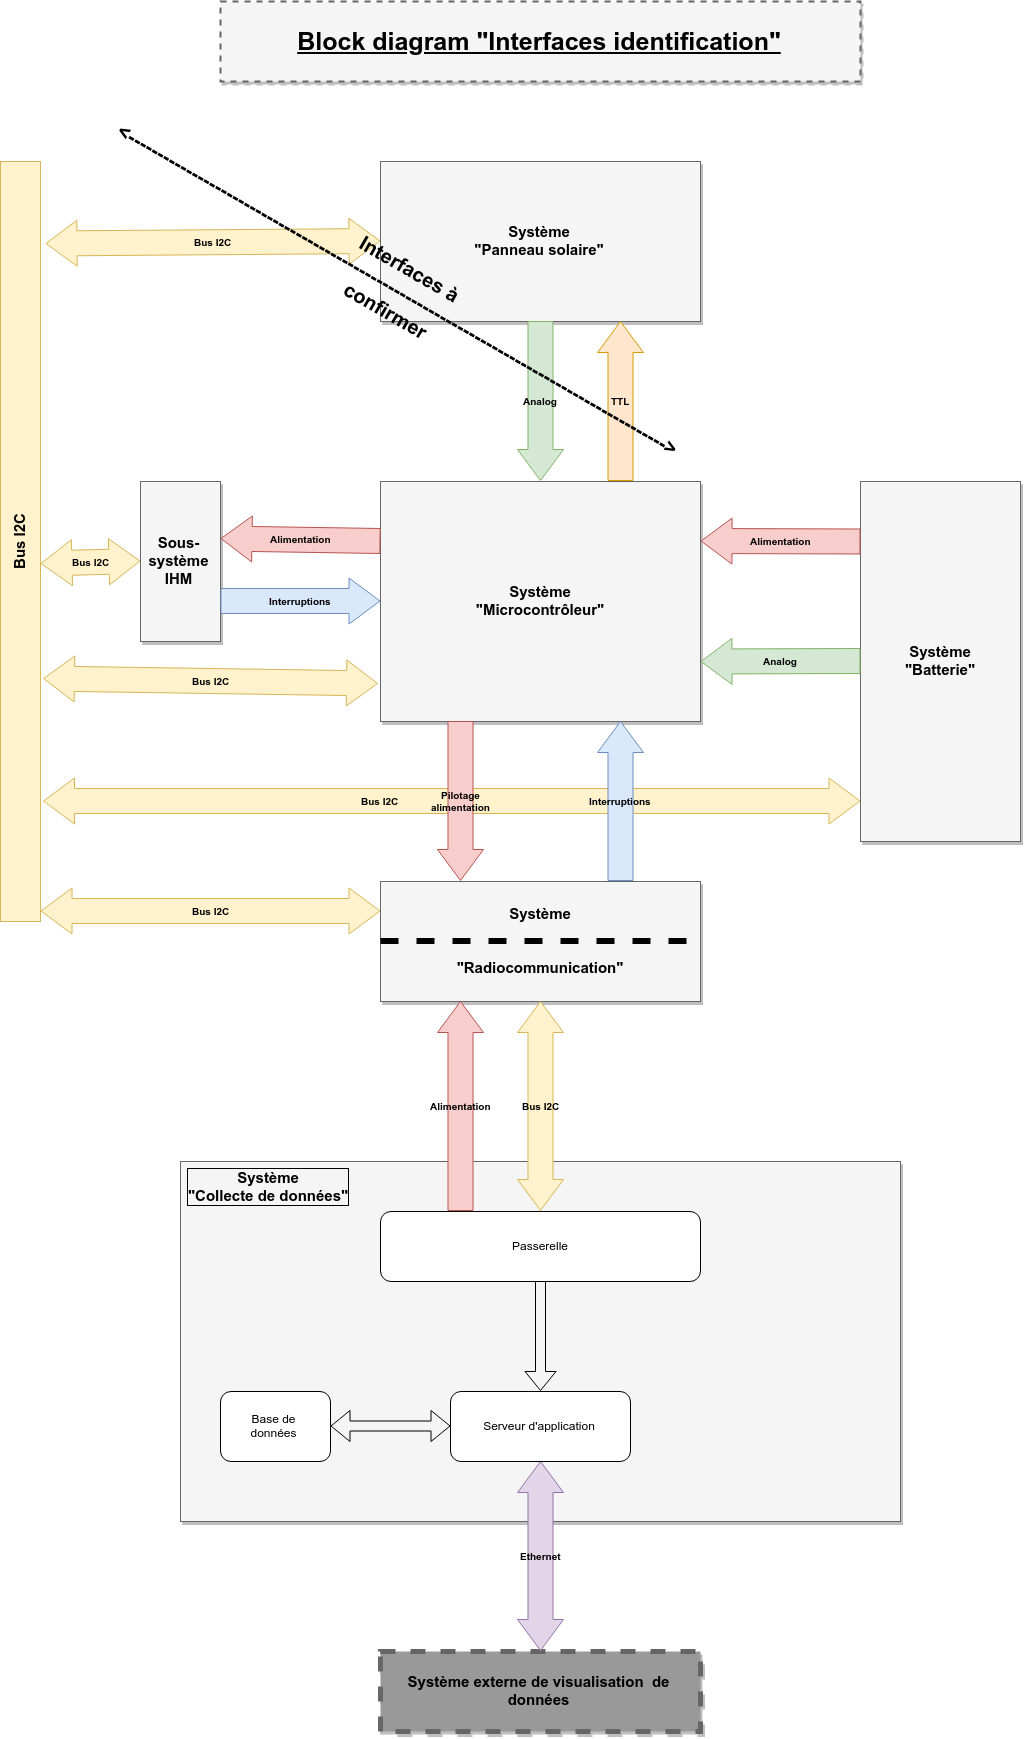 Block diagram "Interfaces identification"
Système
"Panneau solaire"
Bus I2C
Interfaces à
confirmer
Analog
TTL
Bus I2C
Sous-
système
IHM
Bus I2C
Alimentation
Interruptions
Système
"Microcontrôleur"
Alimentation
Analog
Système
"Batterie"
Bus I2C
Bus I2C
Pilotage
alimentation
Interruptions
Bus I2C
Système
"Radiocommunication"
Alimentation
Bus I2C
Système
"Collecte de données"
Passerelle
Base de
données
Serveur d'application
Ethernet
Système externe de visualisation  de
données